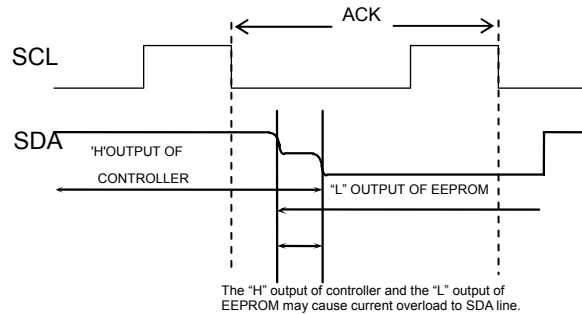 ACK
SCL
SDA
'H'OUTPUT OF
CONTROLLER
“L” OUTPUT OF EEPROM
The “H” output of controller and the “L” output of
EEPROM may cause current overload to SDA line.